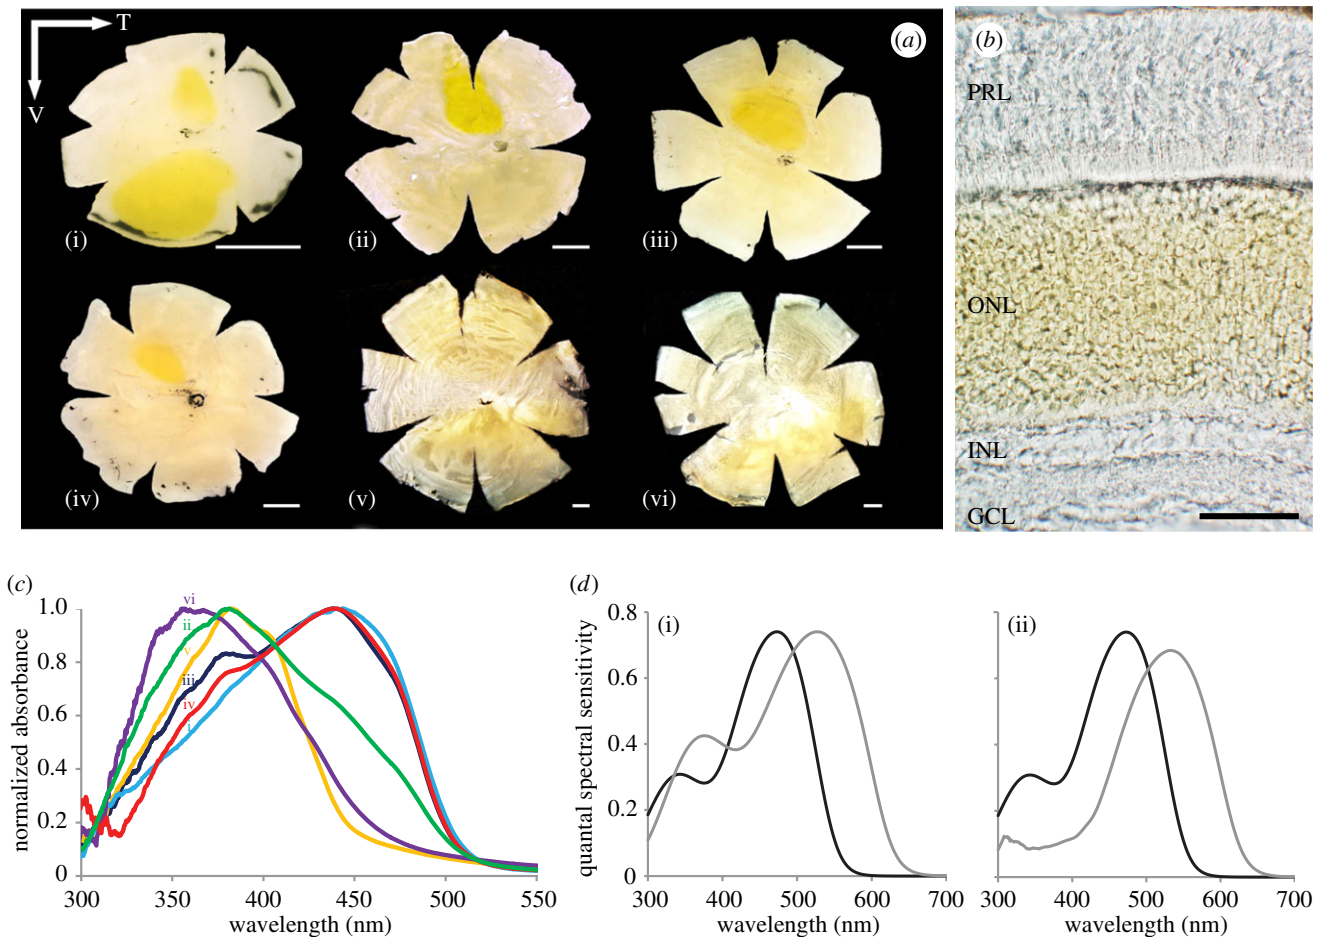 T
V
(a)
(i)
(ii)
(iii)
(iv)
(v)
(vi)
(b)
PRL
ONL
INL
GCL
(c)
normalized absorbance
1.0
0.8
0.6
0.4
0.2
0
vi
ii
v
iii
iv
i
300 350 400 450 500 550
wavelength (nm)
(d)
quantal spectral sensitivity
0.8
0.6
0.4
0.2
0
(i)
300 400 500 600 700
wavelength (nm)
(ii)
300 400 500 600 700
wavelength (nm)